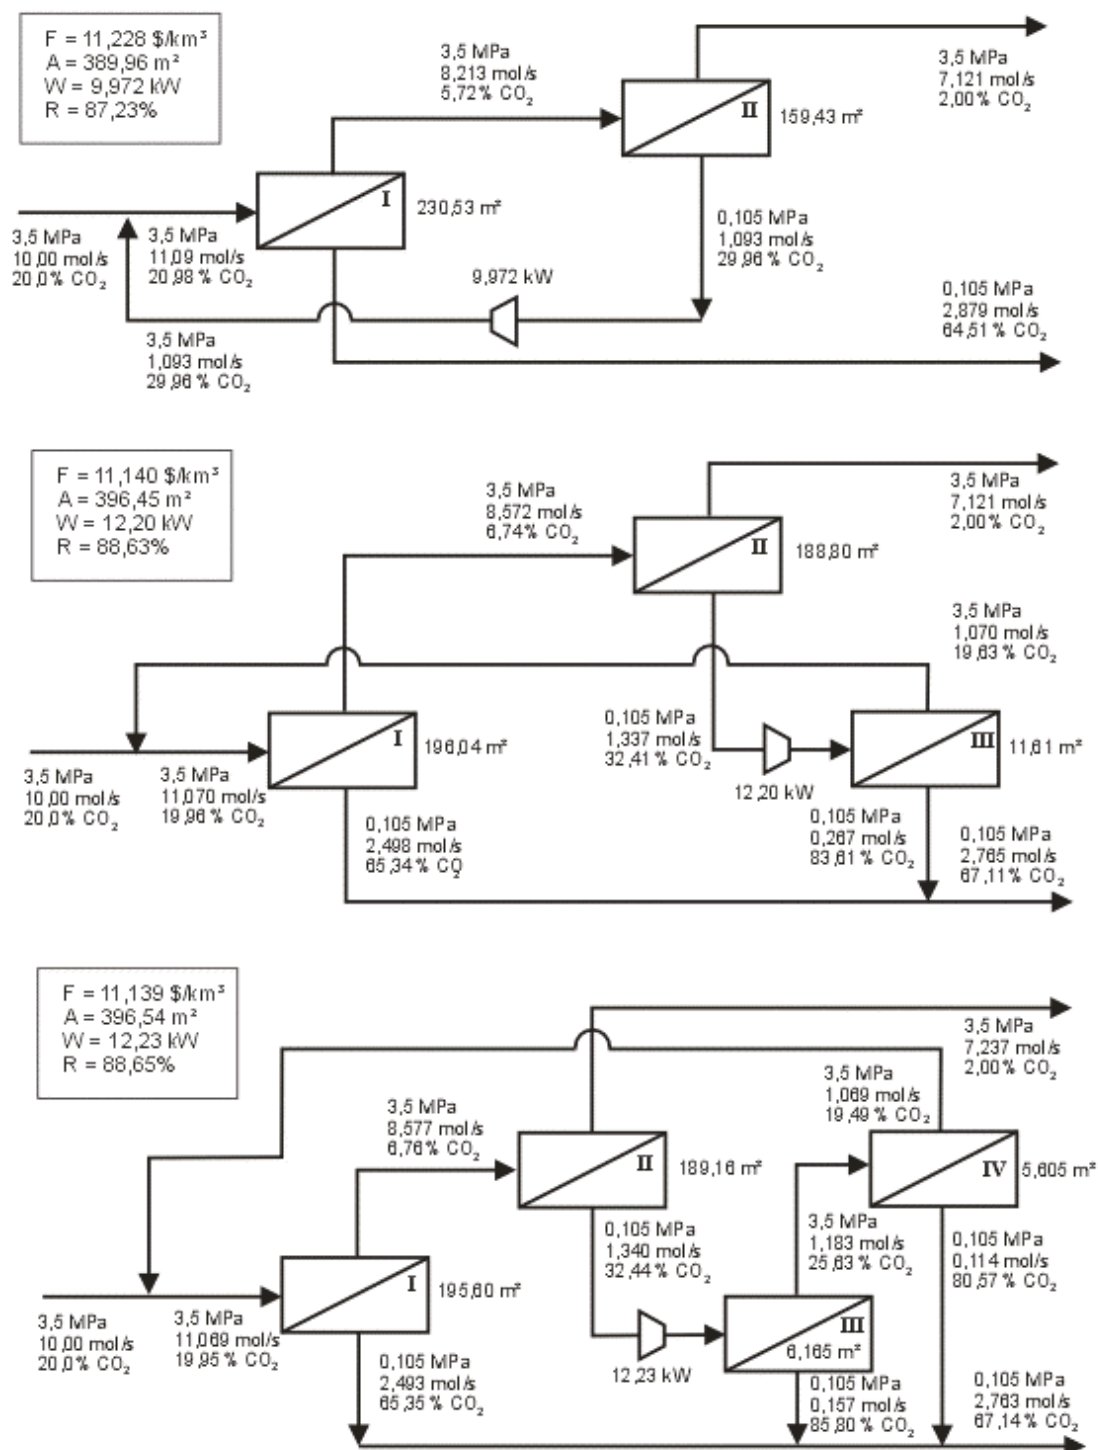 F = 11,228 $/km³
A = 389,96 m²
W = 9,972 kW
R = 87,23%
3,5 MPa
8,213 mol/s
5,72% CO₂
3,5 MPa
7,121 mol/s
2,00% CO₂
II
159,43 m²
I
230,53 m²
3,5 MPa
10,00 mol/s
20,0% CO₂
3,5 MPa
11,09 mol/s
20,98% CO₂
0,105 MPa
1,093 mol/s
29,96% CO₂
9,972 kW
3,5 MPa
1,093 mol/s
29,96% CO₂
0,105 MPa
2,879 mol/s
64,51% CO₂
F = 11,140 $/km³
A = 396,45 m²
W = 12,20 kW
R = 88,63%
3,5 MPa
8,572 mol/s
6,74% CO₂
3,5 MPa
7,121 mol/s
2,00% CO₂
II
188,80 m²
3,5 MPa
1,070 mol/s
19,63% CO₂
I
196,04 m²
0,105 MPa
1,337 mol/s
32,41% CO₂
III
11,61 m²
3,5 MPa
10,00 mol/s
20,0% CO₂
3,5 MPa
11,070 mol/s
19,96% CO₂
12,20 kW
0,105 MPa
2,498 mol/s
65,34% CO₂
0,105 MPa
0,267 mol/s
83,61% CO₂
0,105 MPa
2,765 mol/s
67,11% CO₂
F = 11,139 $/km³
A = 396,54 m²
W = 12,23 kW
R = 88,65%
3,5 MPa
7,237 mol/s
2,00% CO₂
3,5 MPa
1,069 mol/s
19,49% CO₂
3,5 MPa
8,577 mol/s
6,76% CO₂
II
189,16 m²
IV
5,605 m²
0,105 MPa
1,340 mol/s
32,44% CO₂
3,5 MPa
1,183 mol/s
25,63% CO₂
0,105 MPa
0,114 mol/s
80,57% CO₂
I
195,60 m²
3,5 MPa
10,00 mol/s
20,0% CO₂
3,5 MPa
11,069 mol/s
19,95% CO₂
III
6,165 m²
12,23 kW
0,105 MPa
2,493 mol/s
65,35% CO₂
0,105 MPa
0,157 mol/s
85,80% CO₂
0,105 MPa
2,763 mol/s
67,14% CO₂